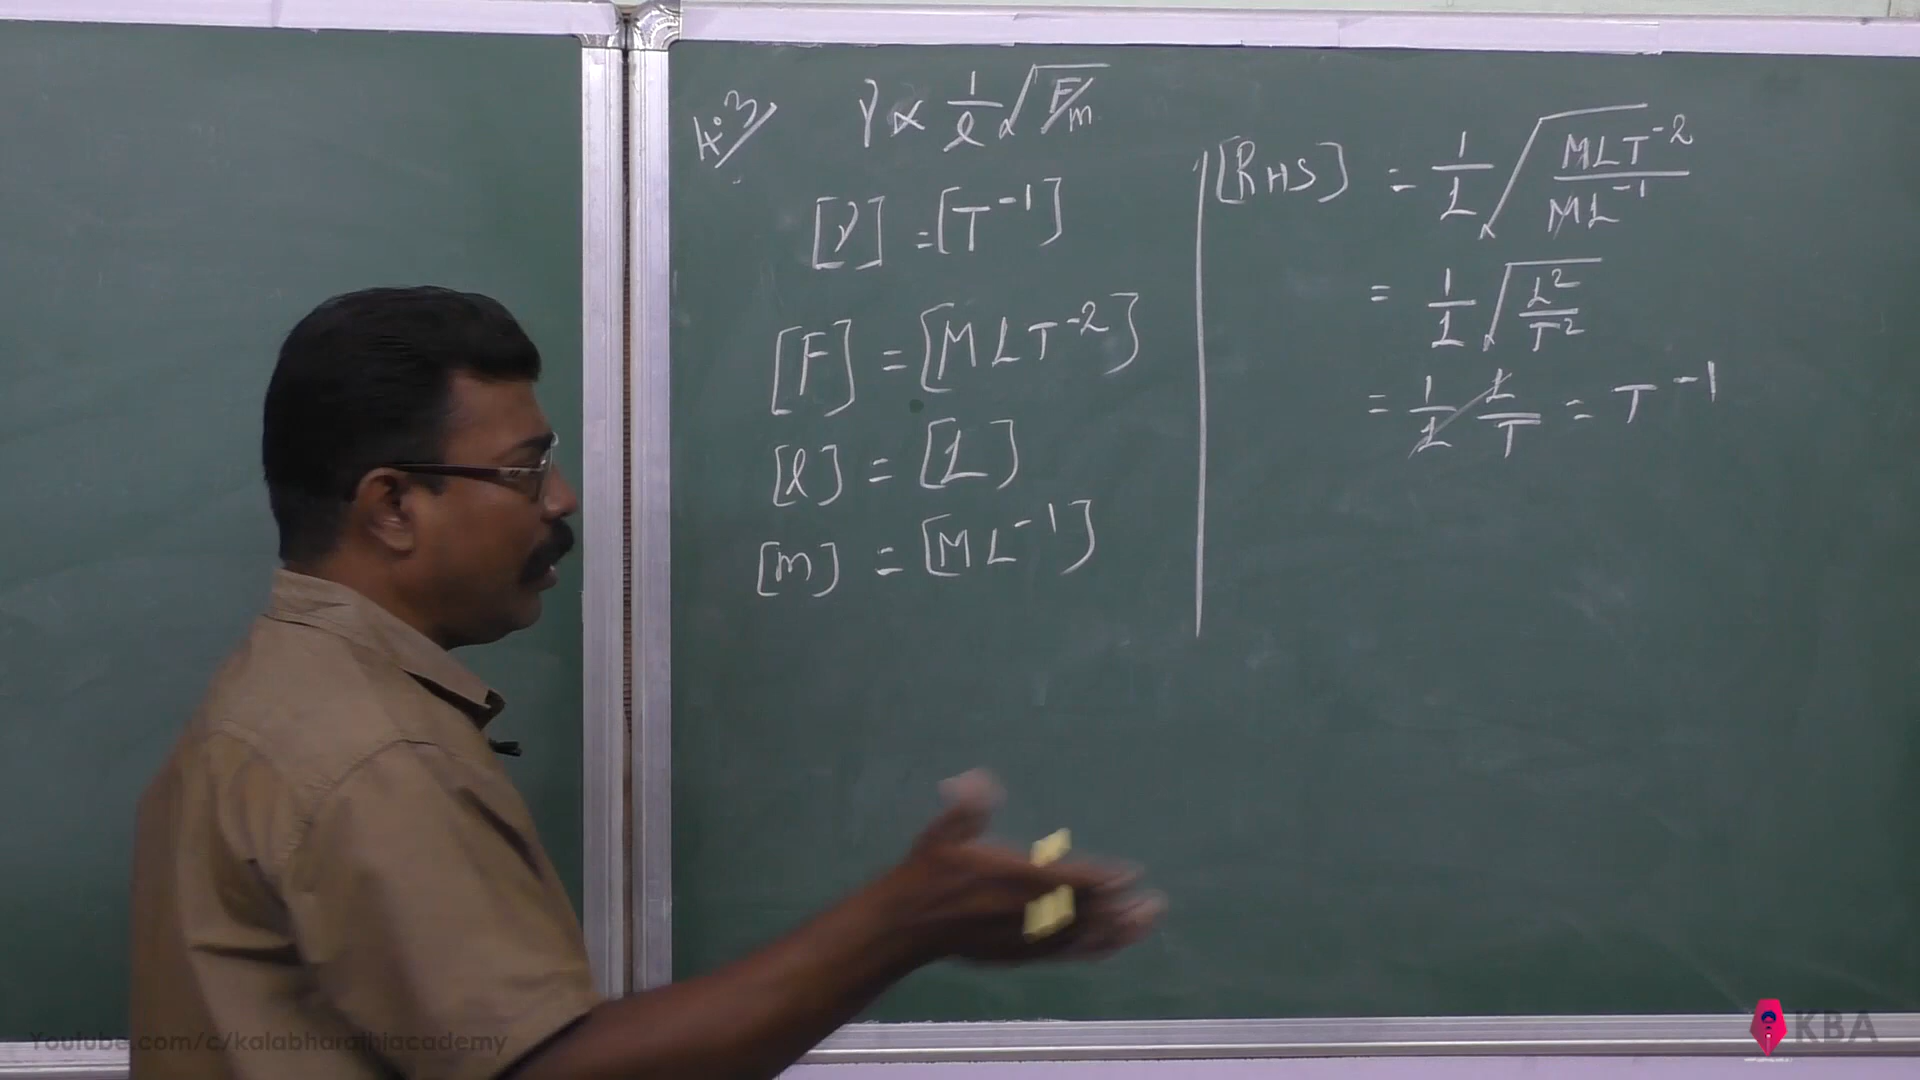 4.3 γ ∝ 1/l √F/m
[γ] = [T⁻¹]
[F] = [MLT⁻²]
[l] = [L]
[m] = [ML⁻¹]
[RHS] = 1/L √MLT⁻²/ML⁻¹
= 1/L √L²/T²
= 1/L L/T = T⁻¹
Youtube.com/c/kalabharathiacademy
KBA